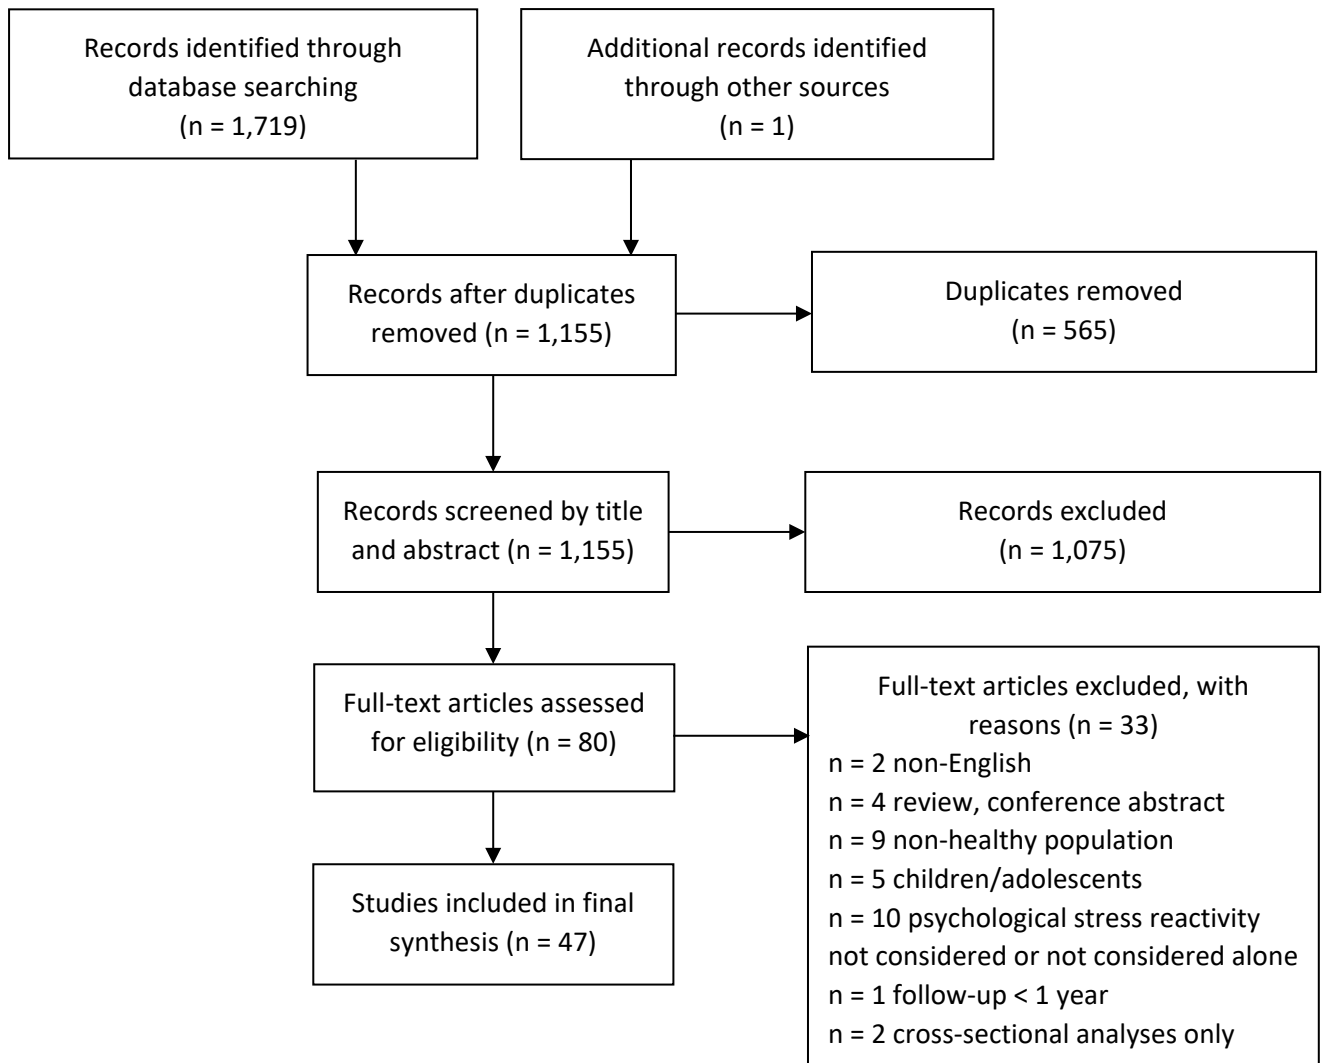 Records identified through
database searching
(n = 1,719)
Additional records identified
through other sources
(n = 1)
Records after duplicates
removed (n = 1,155)
Duplicates removed
(n = 565)
Records screened by title
and abstract (n = 1,155)
Records excluded
(n = 1,075)
Full-text articles assessed
for eligibility (n = 80)
Full-text articles excluded, with
reasons (n = 33)
n = 2 non-English
n = 4 review, conference abstract
n = 9 non-healthy population
n = 5 children/adolescents
n = 10 psychological stress reactivity
not considered or not considered alone
n = 1 follow-up < 1 year
n = 2 cross-sectional analyses only
Studies included in final
synthesis (n = 47)